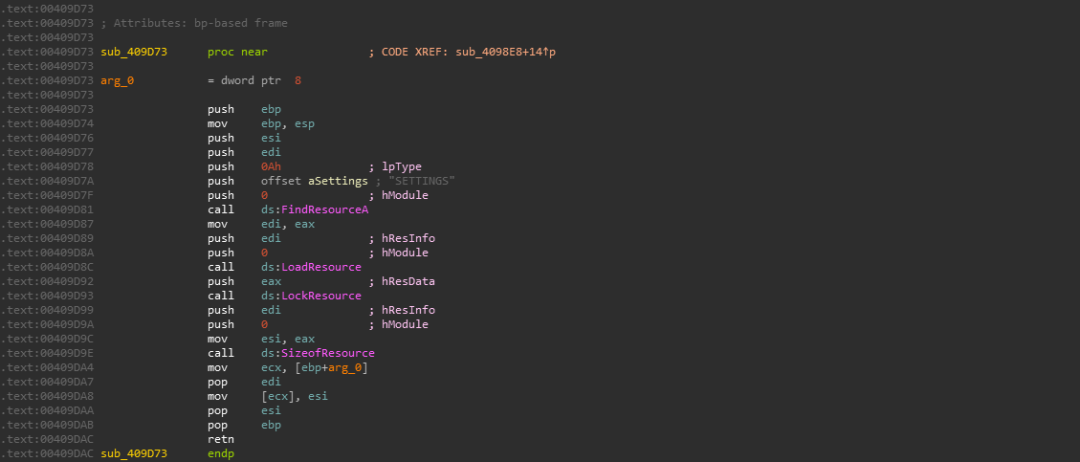 .text:00409D73
.text:00409D73 ; Attributes: bp-based frame
.text:00409D73
.text:00409D73 sub_409D73 proc near ; CODE XREF: sub_4098E8+14↑p
.text:00409D73
.text:00409D73 arg_0 = dword ptr 8
.text:00409D73
.text:00409D73 push ebp
.text:00409D74 mov ebp, esp
.text:00409D76 push esi
.text:00409D77 push edi
.text:00409D78 push 0Ah ; lpType
.text:00409D7A push offset aSettings ; "SETTINGS"
.text:00409D7F push 0 ; hModule
.text:00409D81 call ds:FindResourceA
.text:00409D87 mov edi, eax
.text:00409D89 push edi ; hResInfo
.text:00409D8A push 0 ; hModule
.text:00409D8C call ds:LoadResource
.text:00409D92 push eax ; hResData
.text:00409D93 call ds:LockResource
.text:00409D99 push edi ; hResInfo
.text:00409D9A push 0 ; hModule
.text:00409D9C mov esi, eax
.text:00409D9E call ds:SizeofResource
.text:00409DA4 mov ecx, [ebp+arg_0]
.text:00409DA7 pop edi
.text:00409DA8 mov [ecx], esi
.text:00409DAA pop esi
.text:00409DAB pop ebp
.text:00409DAC retn
.text:00409DAC sub_409D73 endp